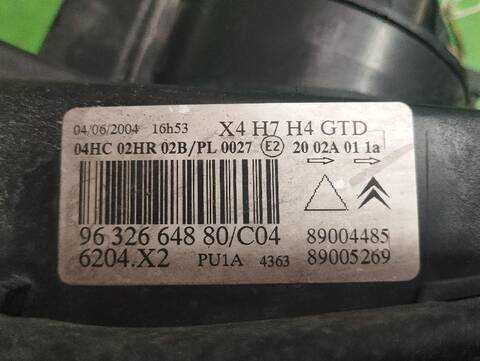 04/06/2004 16h53 X4 H7 H4 GTD
04HC 02HR 02B/PL 0027 E2 20 02A 01 1a
96 326 648 80/C04 89004485
6204.X2 PU1A 4363 89005269